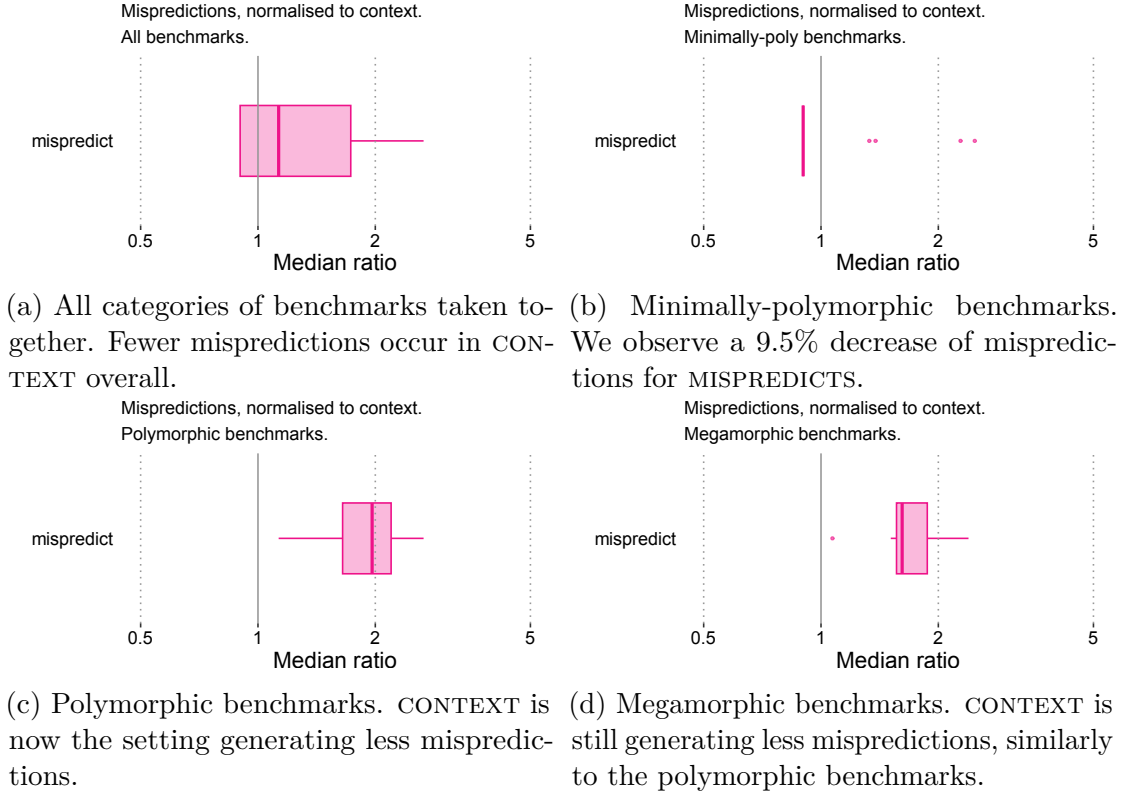 Mispredictions, normalised to context.
All benchmarks.
mispredict
0.5 1 2 5
Median ratio
(a) All categories of benchmarks taken to-
gether. Fewer mispredictions occur in CON-
TEXT overall.
Mispredictions, normalised to context.
Minimally-poly benchmarks.
mispredict
0.5 1 2 5
Median ratio
(b) Minimally-polymorphic benchmarks.
We observe a 9.5% decrease of mispredic-
tions for MISPREDICTS.
Mispredictions, normalised to context.
Polymorphic benchmarks.
mispredict
0.5 1 2 5
Median ratio
(c) Polymorphic benchmarks. CONTEXT is
now the setting generating less mispredic-
tions.
Mispredictions, normalised to context.
Megamorphic benchmarks.
mispredict
0.5 1 2 5
Median ratio
(d) Megamorphic benchmarks. CONTEXT is
still generating less mispredictions, similarly
to the polymorphic benchmarks.